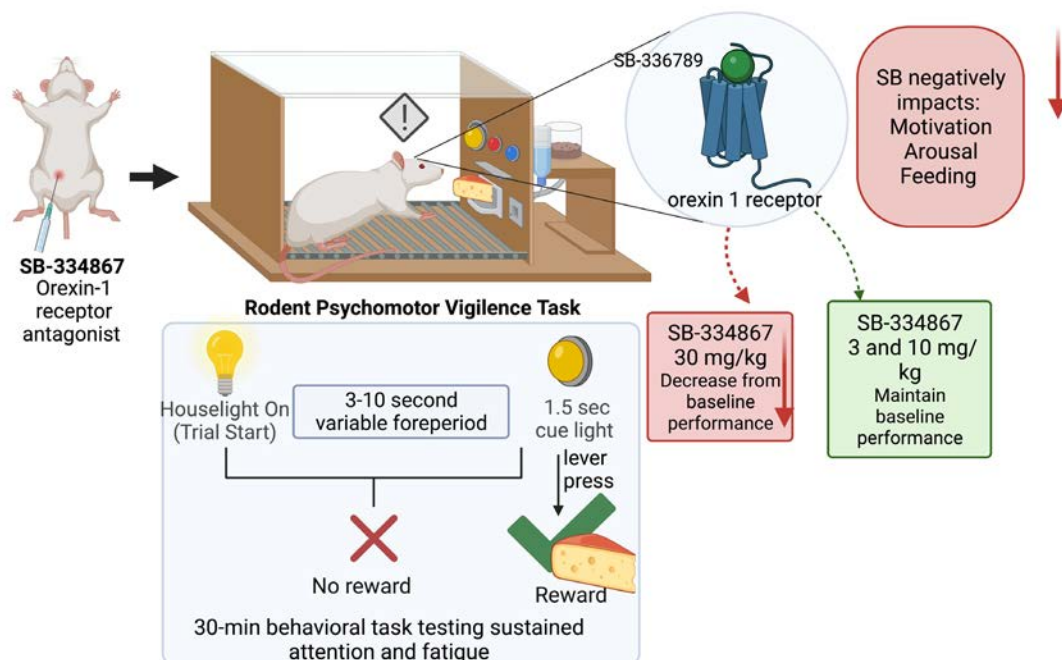 SB-334867
Orexin-1
receptor
antagonist
SB-336789
orexin 1 receptor
SB negatively
impacts:
Motivation
Arousal
Feeding
Rodent Psychomotor Vigilence Task
Houselight On
(Trial Start)
3-10 second
variable foreperiod
1.5 sec
cue light
lever
press
No reward
Reward
30-min behavioral task testing sustained
attention and fatigue
SB-334867
30 mg/kg
Decrease from
baseline
performance
SB-334867
3 and 10 mg/
kg
Maintain
baseline
performance